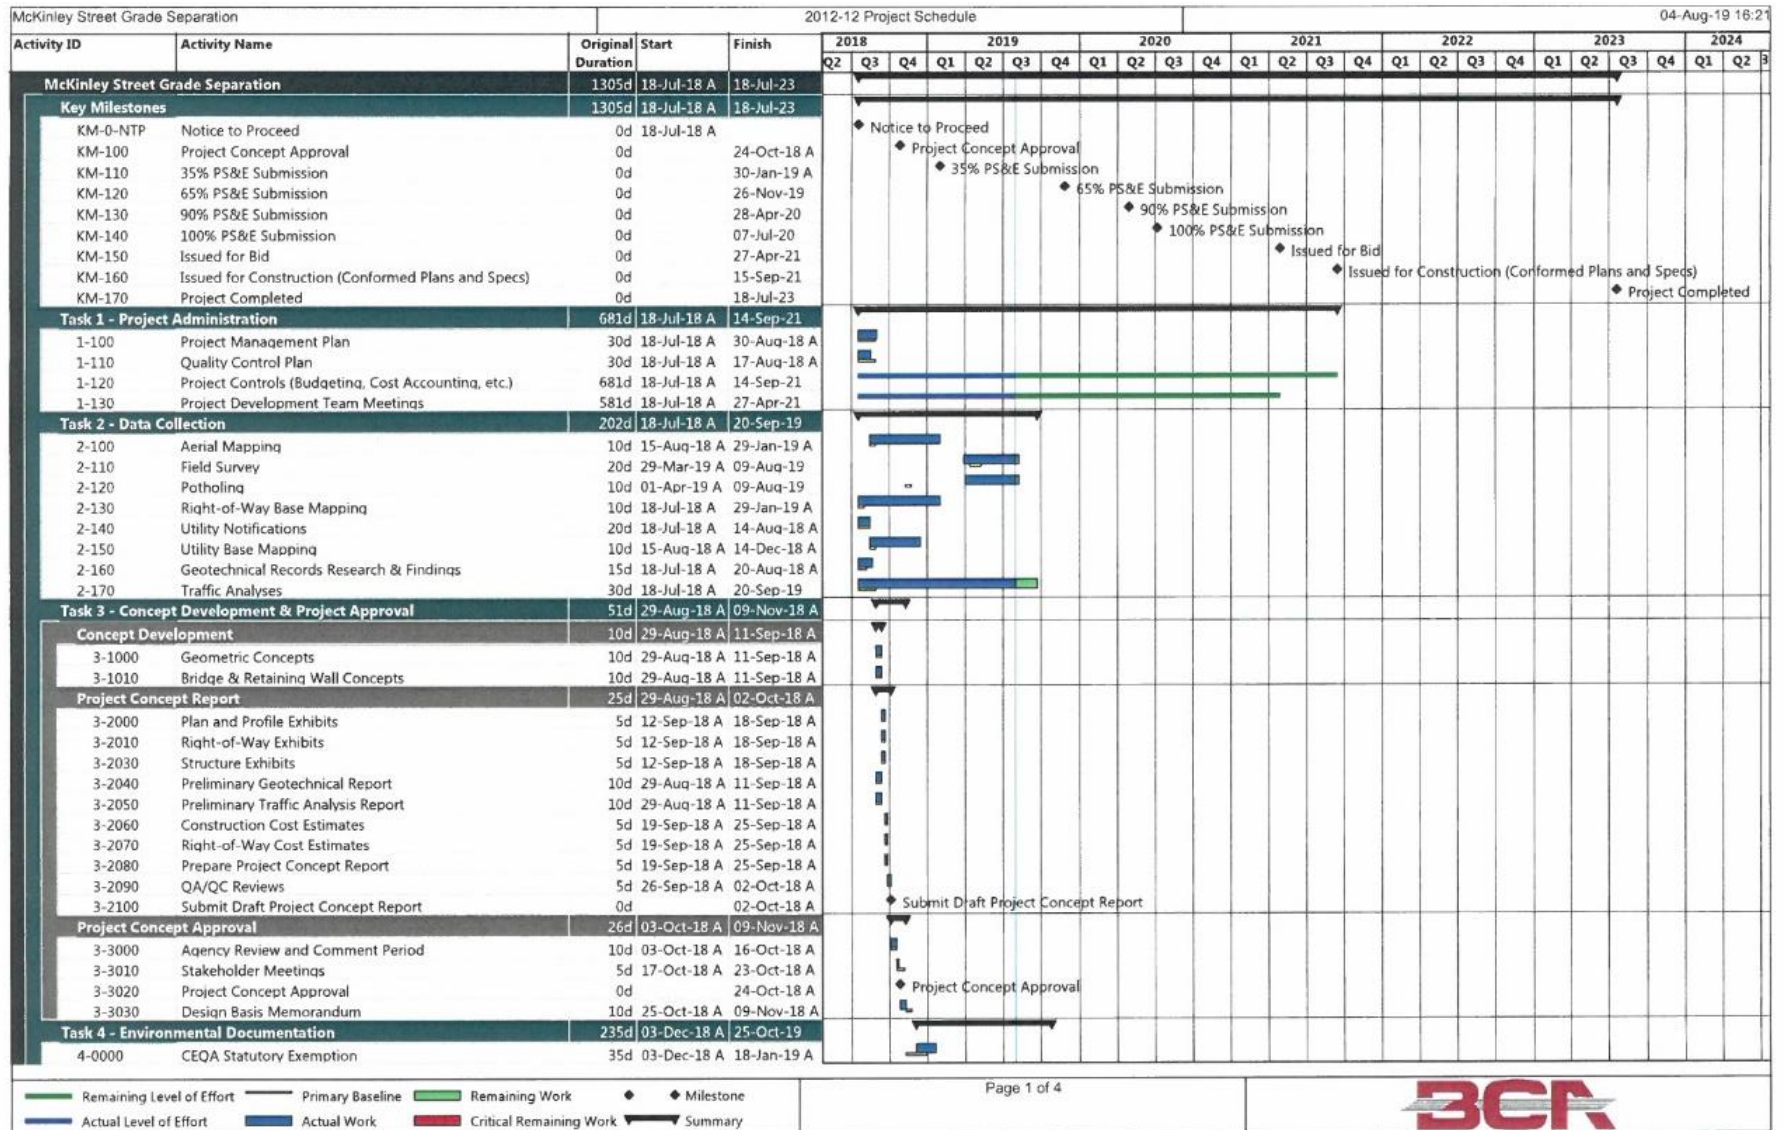 McKinley Street Grade Separation 2012-12 Project Schedule 04-Aug-19 16:21
Activity ID Activity Name Original Duration Start Finish 2018 2019 2020 2021 2022 2023 2024
Q2 Q3 Q4 Q1 Q2 Q3 Q4 Q1 Q2 Q3 Q4 Q1 Q2 Q3 Q4 Q1 Q2 Q3 Q4 Q1 Q2 Q3 Q4 Q1 Q2 3
McKinley Street Grade Separation 1305d 18-Jul-18 A 18-Jul-23
Key Milestones 1305d 18-Jul-18 A 18-Jul-23
KM-0-NTP Notice to Proceed 0d 18-Jul-18 A Notice to Proceed
KM-100 Project Concept Approval 0d 24-Oct-18 A Project Concept Approval
KM-110 35% PS&E Submission 0d 30-Jan-19 A 35% PS&E Submission
KM-120 65% PS&E Submission 0d 26-Nov-19 65% PS&E Submission
KM-130 90% PS&E Submission 0d 28-Apr-20 90% PS&E Submission
KM-140 100% PS&E Submission 0d 07-Jul-20 100% PS&E Submission
KM-150 Issued for Bid 0d 27-Apr-21 Issued for Bid
KM-160 Issued for Construction (Conformed Plans and Specs) 0d 15-Sep-21 Issued for Construction (Conformed Plans and Specs)
KM-170 Project Completed 0d 18-Jul-23 Project Completed
Task 1 - Project Administration 681d 18-Jul-18 A 14-Sep-21
1-100 Project Management Plan 30d 18-Jul-18 A 30-Aug-18 A
1-110 Quality Control Plan 30d 18-Jul-18 A 17-Aug-18 A
1-120 Project Controls (Budgeting, Cost Accounting, etc.) 681d 18-Jul-18 A 14-Sep-21
1-130 Project Development Team Meetings 581d 18-Jul-18 A 27-Apr-21
Task 2 - Data Collection 202d 18-Jul-18 A 20-Sep-19
2-100 Aerial Mapping 10d 15-Aug-18 A 29-Jan-19 A
2-110 Field Survey 20d 29-Mar-19 A 09-Aug-19
2-120 Potholing 10d 01-Apr-19 A 09-Aug-19
2-130 Right-of-Way Base Mapping 10d 18-Jul-18 A 29-Jan-19 A
2-140 Utility Notifications 20d 18-Jul-18 A 14-Aug-18 A
2-150 Utility Base Mapping 10d 15-Aug-18 A 14-Dec-18 A
2-160 Geotechnical Records Research & Findings 15d 18-Jul-18 A 20-Aug-18 A
2-170 Traffic Analyses 30d 18-Jul-18 A 20-Sep-19
Task 3 - Concept Development & Project Approval 51d 29-Aug-18 A 09-Nov-18 A
Concept Development 10d 29-Aug-18 A 11-Sep-18 A
3-1000 Geometric Concepts 10d 29-Aug-18 A 11-Sep-18 A
3-1010 Bridge & Retaining Wall Concepts 10d 29-Aug-18 A 11-Sep-18 A
Project Concept Report 25d 29-Aug-18 A 02-Oct-18 A
3-2000 Plan and Profile Exhibits 5d 12-Sep-18 A 18-Sep-18 A
3-2010 Right-of-Way Exhibits 5d 12-Sep-18 A 18-Sep-18 A
3-2030 Structure Exhibits 5d 12-Sep-18 A 18-Sep-18 A
3-2040 Preliminary Geotechnical Report 10d 29-Aug-18 A 11-Sep-18 A
3-2050 Preliminary Traffic Analysis Report 10d 29-Aug-18 A 11-Sep-18 A
3-2060 Construction Cost Estimates 5d 19-Sep-18 A 25-Sep-18 A
3-2070 Right-of-Way Cost Estimates 5d 19-Sep-18 A 25-Sep-18 A
3-2080 Prepare Project Concept Report 5d 19-Sep-18 A 25-Sep-18 A
3-2090 QA/QC Reviews 5d 26-Sep-18 A 02-Oct-18 A
3-2100 Submit Draft Project Concept Report 0d 02-Oct-18 A Submit Draft Project Concept Report
Project Concept Approval 26d 03-Oct-18 A 09-Nov-18 A
3-3000 Agency Review and Comment Period 10d 03-Oct-18 A 16-Oct-18 A
3-3010 Stakeholder Meetings 5d 17-Oct-18 A 23-Oct-18 A
3-3020 Project Concept Approval 0d 24-Oct-18 A Project Concept Approval
3-3030 Design Basis Memorandum 10d 25-Oct-18 A 09-Nov-18 A
Task 4 - Environmental Documentation 235d 03-Dec-18 A 25-Oct-19
4-0000 CEQA Statutory Exemption 35d 03-Dec-18 A 18-Jan-19 A
Remaining Level of Effort Primary Baseline Remaining Work Milestone Page 1 of 4
Actual Level of Effort Actual Work Critical Remaining Work Summary
BCA